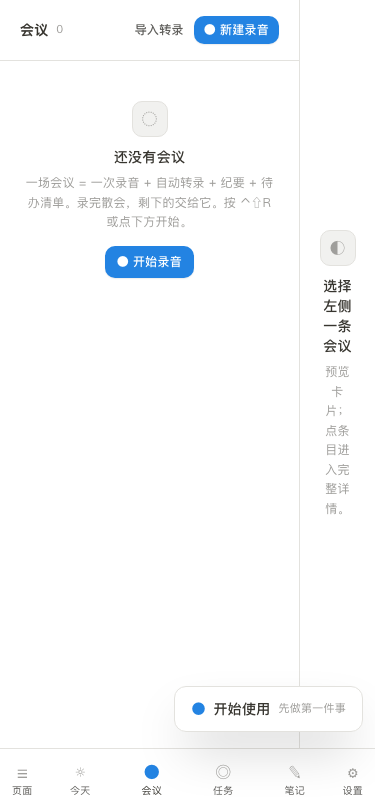 会议 0 导入转录 新建录音
还没有会议
一场会议 = 一次录音 + 自动转录 + 纪要 + 待
办清单。录完散会，剩下的交给它。按 ⌃⇧R
或点下方开始。
开始录音
选择
左侧
一条
会议
预览
卡
片；
点条
目进
入完
整详
情。
开始使用 先做第一件事
页面 今天 会议 任务 笔记 设置